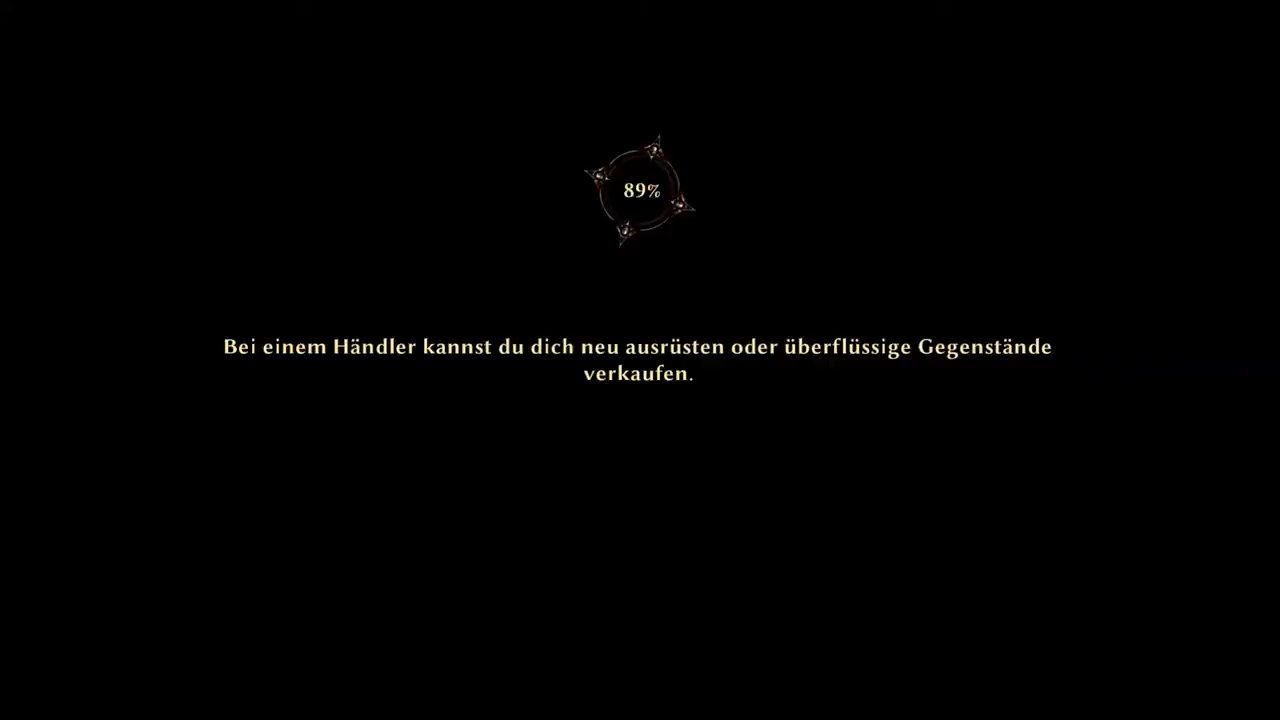 89%
Bei einem Händler kannst du dich neu ausrüsten oder überflüssige Gegenstände
verkaufen.